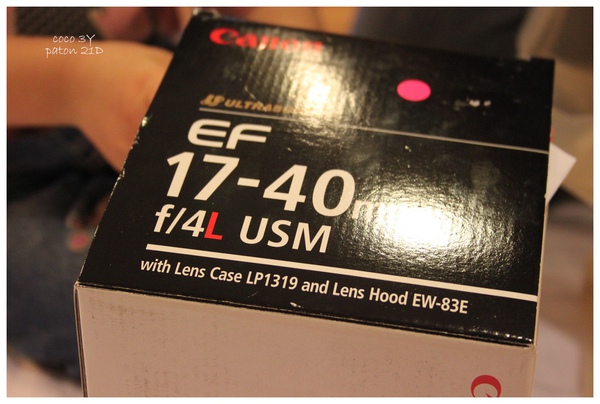 coco 3Y
paton 21D
Canon
EF
17-40
f/4L USM
with Lens Case LP1319 and Lens Hood EW-83E